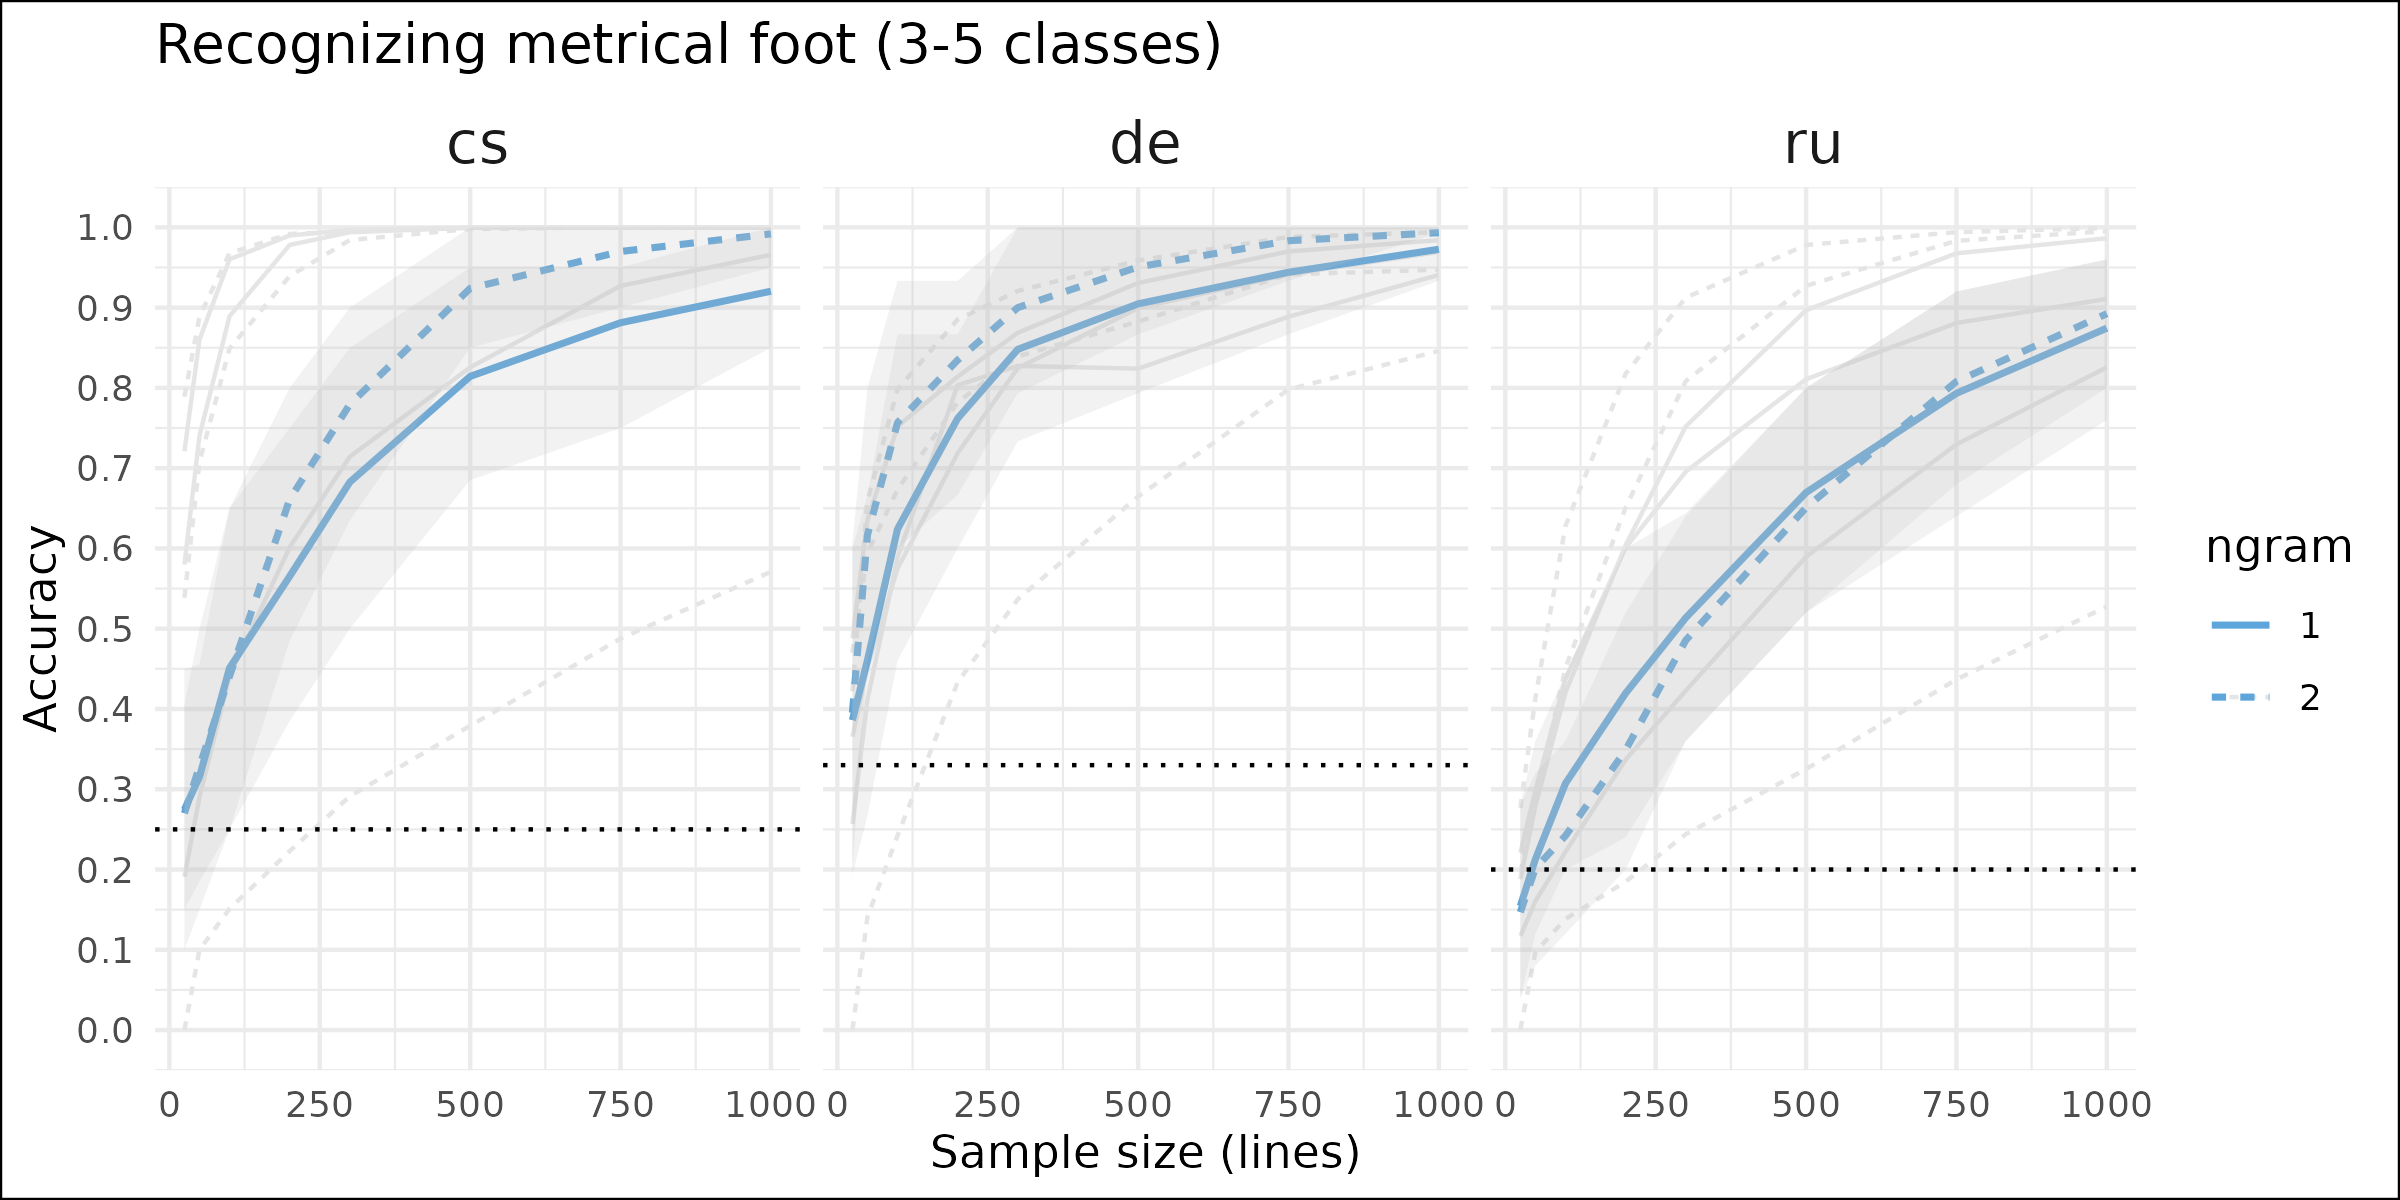 Recognizing metrical foot (3-5 classes)
cs
de
ru
1.0
0.9
0.8
0.7
0.6
0.5
0.4
0.3
0.2
0.1
0.0
Accuracy
0 250 500 750 1000
0 250 500 750 1000
0 250 500 750 1000
Sample size (lines)
ngram
1
2